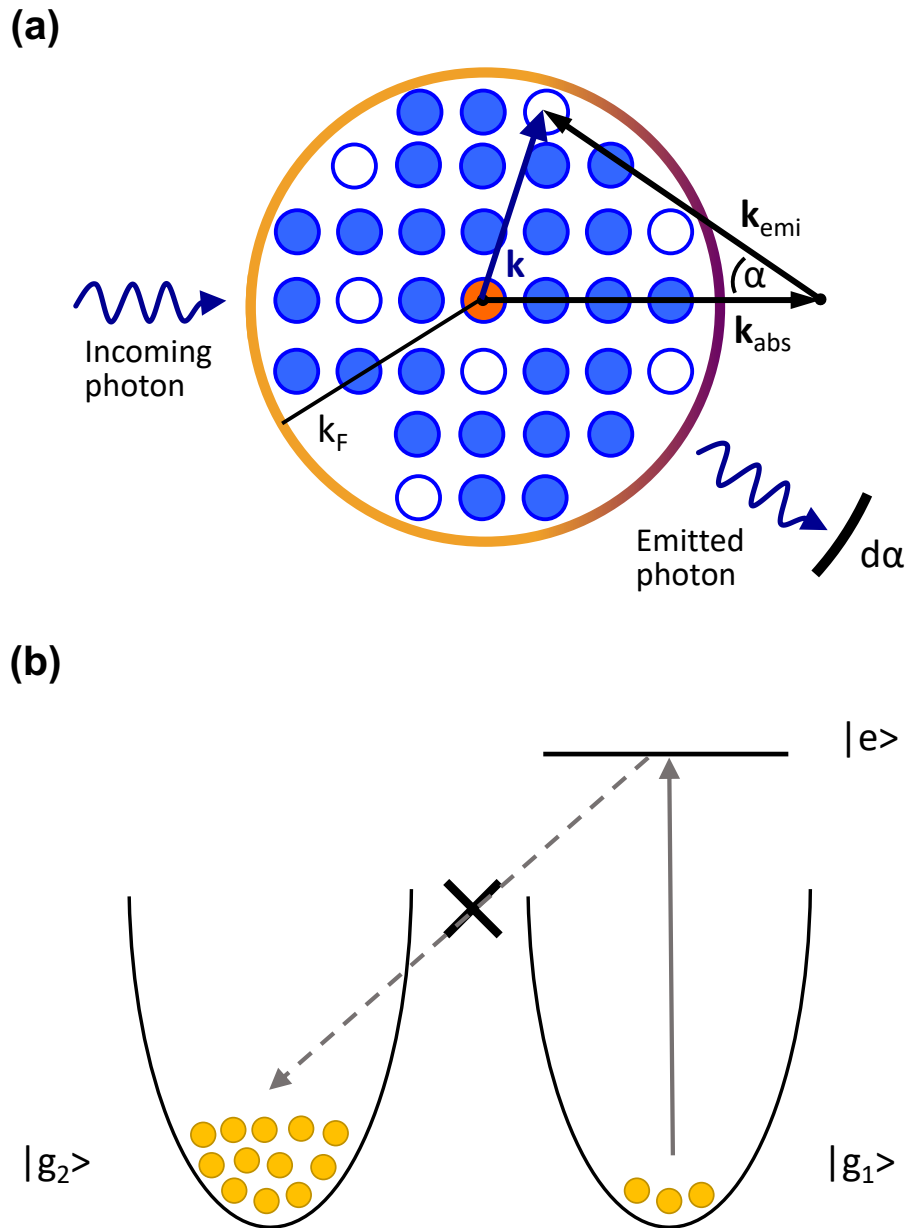 (a)
k_emi
k
α
k_abs
Incoming
photon
k_F
Emitted
photon
dα
(b)
|e>
|g_2>
|g_1>